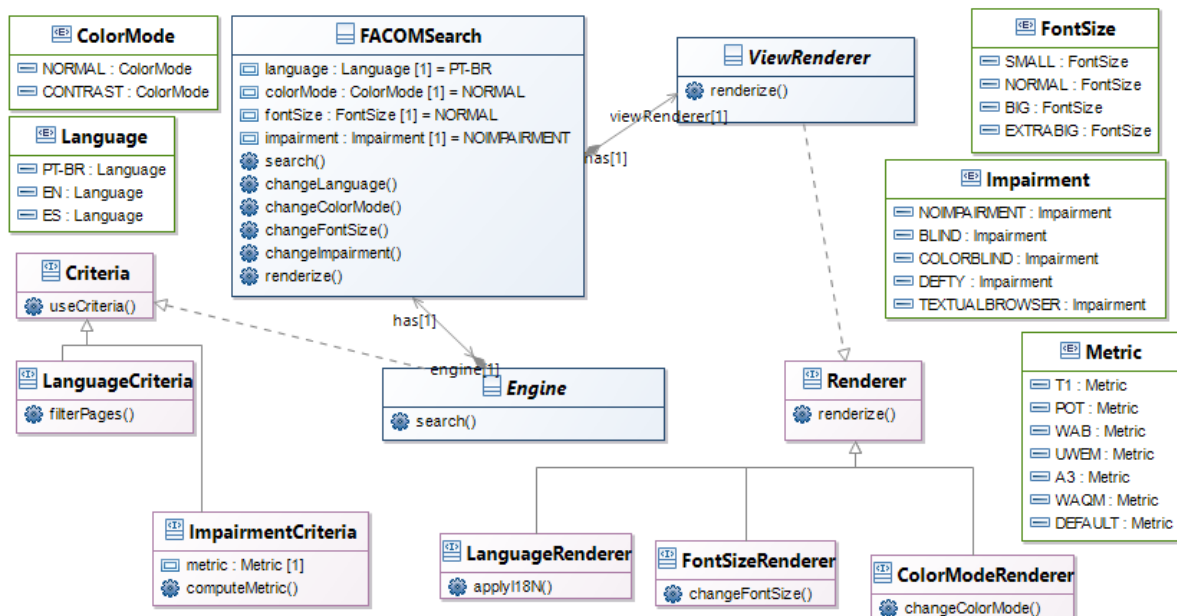 <E> ColorMode
NORMAL : ColorMode
CONTRAST : ColorMode
<E> Language
PT-BR : Language
EN : Language
ES : Language
FACOMSearch
language : Language [1] = PT-BR
colorMode : ColorMode [1] = NORMAL
fontSize : FontSize [1] = NORMAL
impairment : Impairment [1] = NOIMPAIRMENT
search()
changeLanguage()
changeColorMode()
changeFontSize()
changeImpairment()
renderize()
ViewRenderer
renderize()
viewRenderer[1]
has[1]
<E> FontSize
SMALL : FontSize
NORMAL : FontSize
BIG : FontSize
EXTRABIG : FontSize
<E> Impairment
NOIMPAIRMENT : Impairment
BLIND : Impairment
COLORBLIND : Impairment
DEFTY : Impairment
TEXTUALBROWSER : Impairment
<I> Criteria
useCriteria()
has[1]
engine[1]
Engine
search()
<I>
LanguageCriteria
filterPages()
<I> Renderer
renderize()
<E> Metric
T1 : Metric
POT : Metric
WAB : Metric
UWEM : Metric
A3 : Metric
WAQM : Metric
DEFAULT : Metric
<I>
ImpairmentCriteria
metric : Metric [1]
computeMetric()
<I>
LanguageRenderer
applyI18N()
<I>
FontSizeRenderer
changeFontSize()
<I>
ColorModeRenderer
changeColorMode()